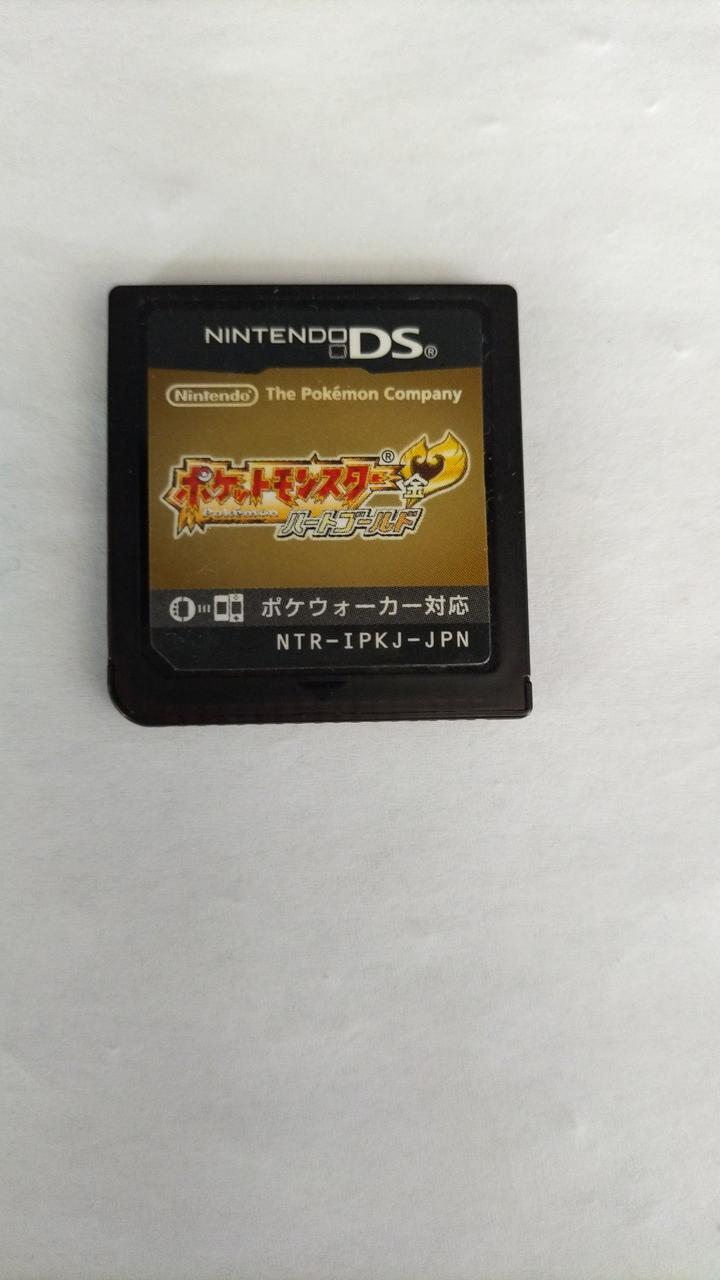 NINTENDO DS®
Nintendo® The Pokémon Company
ポケットモンスター®
Pokémon
金
ハートゴールド
ポケウォーカー対応
NTR-IPKJ-JPN